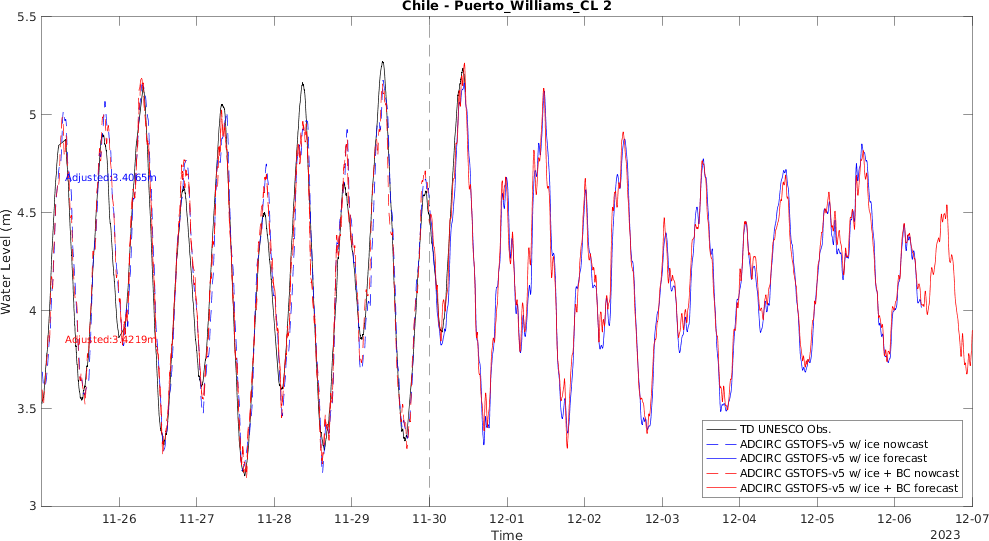 Chile - Puerto_Williams_CL 2
Water Level (m)
5.5
5
4.5
4
3.5
3
Adjusted:3.4065m
Adjusted:3.4219m
TD UNESCO Obs.
ADCIRC GSTOFS-v5 w/ ice nowcast
ADCIRC GSTOFS-v5 w/ ice forecast
ADCIRC GSTOFS-v5 w/ ice + BC nowcast
ADCIRC GSTOFS-v5 w/ ice + BC forecast
11-26 11-27 11-28 11-29 11-30 12-01 12-02 12-03 12-04 12-05 12-06 12-07
Time
2023